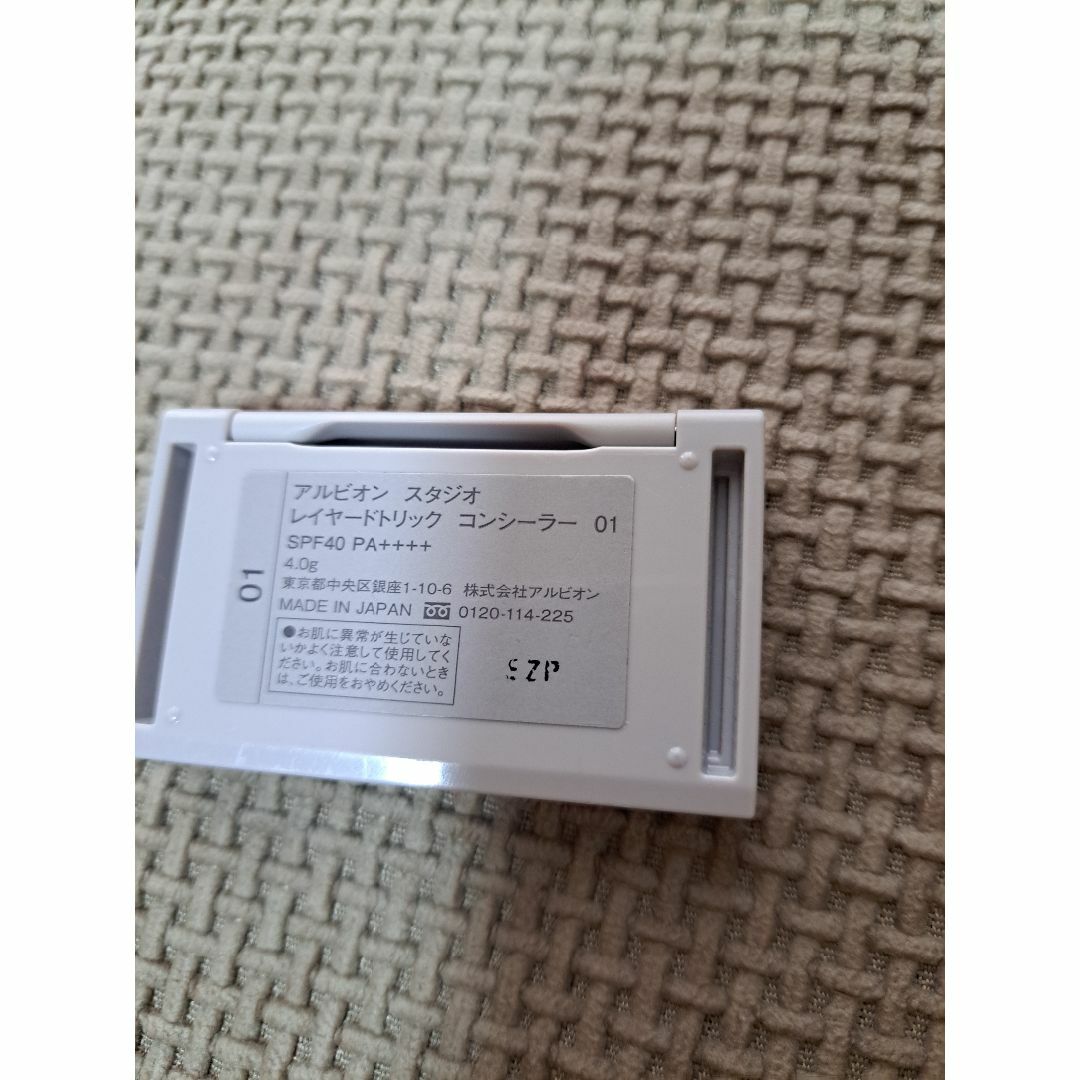 アルビオン スタジオ
レイヤードトリック コンシーラー 01
SPF40 PA++++
4.0g
東京都中央区銀座1-10-6 株式会社アルビオン
MADE IN JAPAN 0120-114-225
●お肌に異常が生じていな
いかよく注意して使用してく
ださい。お肌に合わないとき
は、ご使用をおやめください。
01